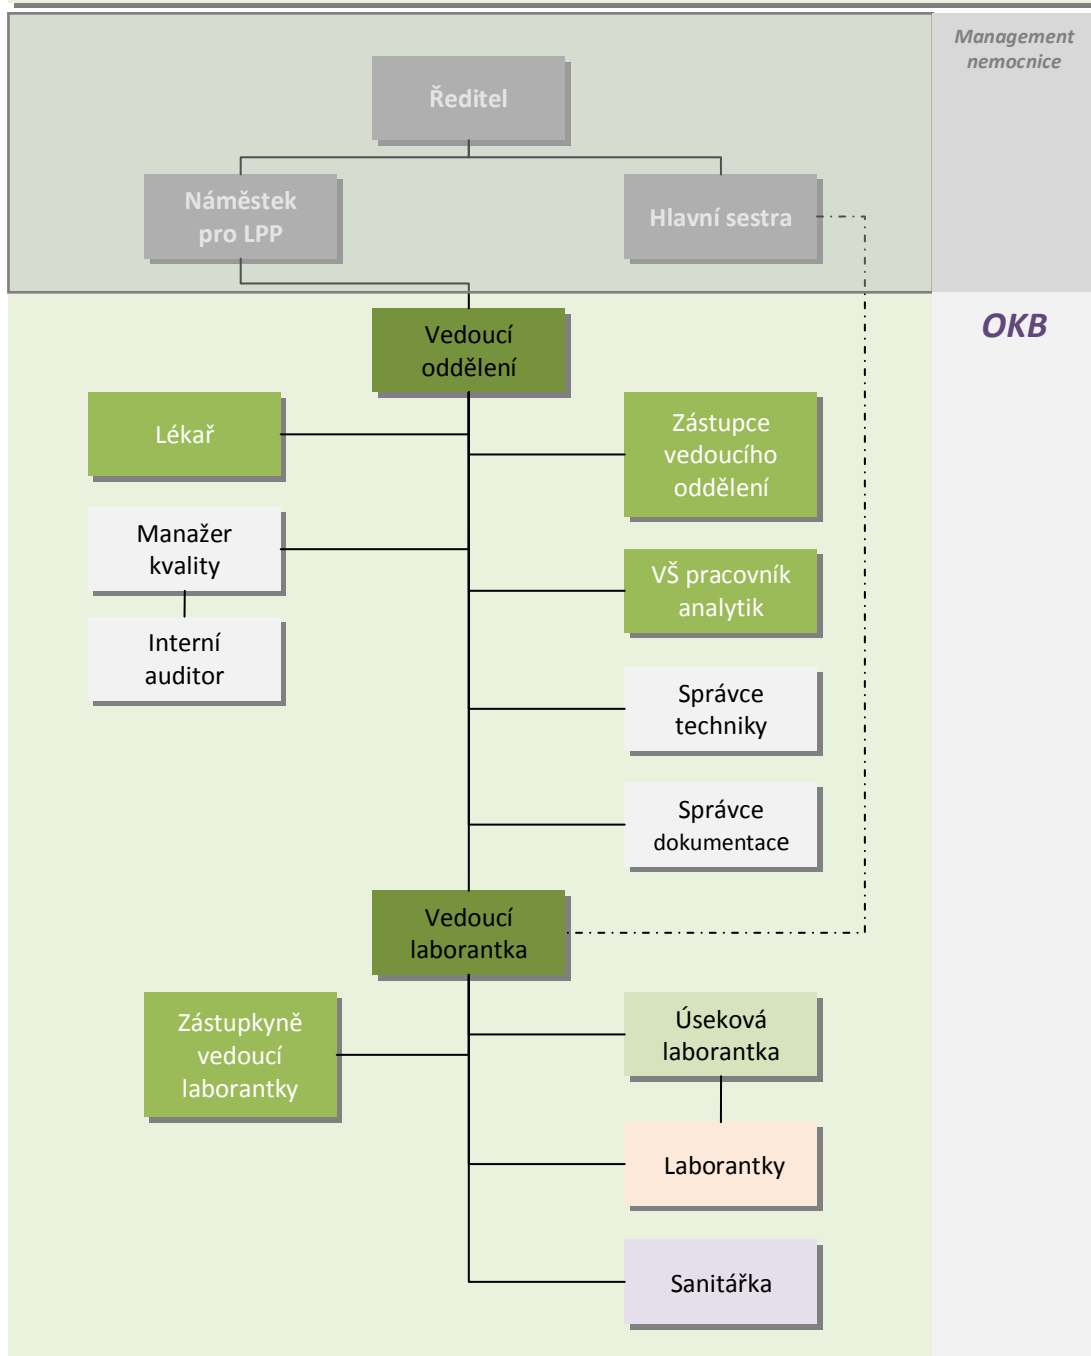 Management
nemocnice
Ředitel
Náměstek
pro LPP
Hlavní sestra
OKB
Vedoucí
oddělení
Lékař
Zástupce
vedoucího
oddělení
Manažer
kvality
VŠ pracovník
analytik
Interní
auditor
Správce
techniky
Správce
dokumentace
Vedoucí
laborantka
Zástupkyně
vedoucí
laborantky
Úseková
laborantka
Laborantky
Sanitářka